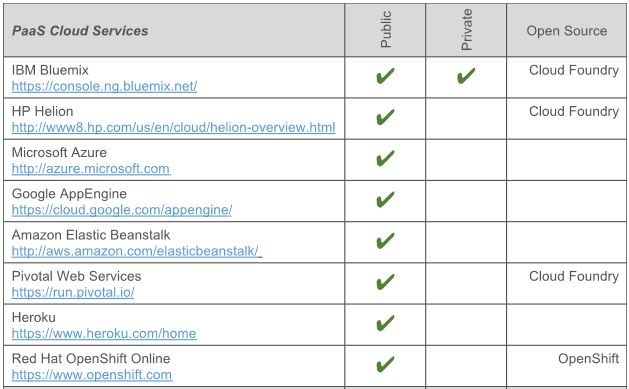 PaaS Cloud Services Public Private Open Source
IBM Bluemix Cloud Foundry
https://console.ng.bluemix.net/ ✔ ✔
HP Helion Cloud Foundry
http://www8.hp.com/us/en/cloud/helion-overview.html ✔
Microsoft Azure
http://azure.microsoft.com ✔
Google AppEngine
https://cloud.google.com/appengine/ ✔
Amazon Elastic Beanstalk
http://aws.amazon.com/elasticbeanstalk/ ✔
Pivotal Web Services Cloud Foundry
https://run.pivotal.io/ ✔
Heroku
https://www.heroku.com/home ✔
Red Hat OpenShift Online OpenShift
https://www.openshift.com ✔